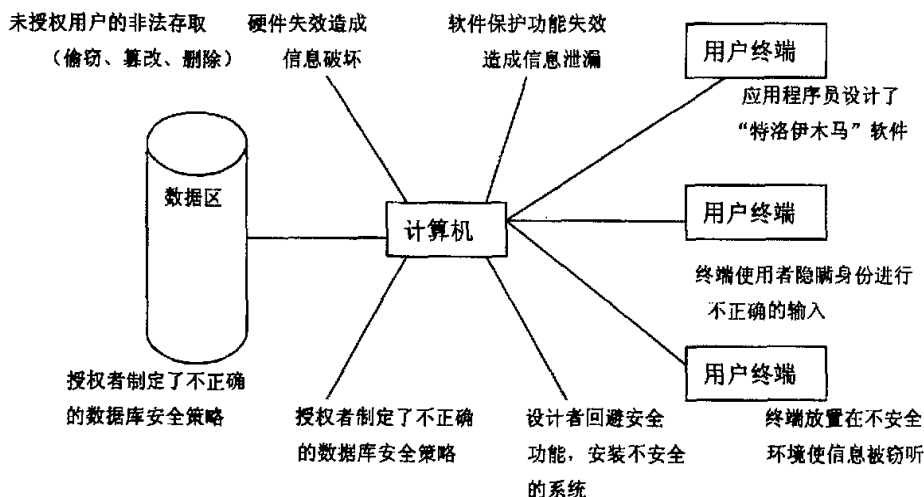 未授权用户的非法存取
（偷窃、篡改、删除）
硬件失效造成
信息破坏
软件保护功能失效
造成信息泄漏
用户终端
应用程序员设计了
“特洛伊木马”软件
数据区
计算机
用户终端
终端使用者隐瞒身份进行
不正确的输入
用户终端
授权者制定了不正确
的数据库安全策略
授权者制定了不正确
的数据库安全策略
设计者回避安全
功能，安装不安全
的系统
终端放置在不安全
环境使信息被窃听